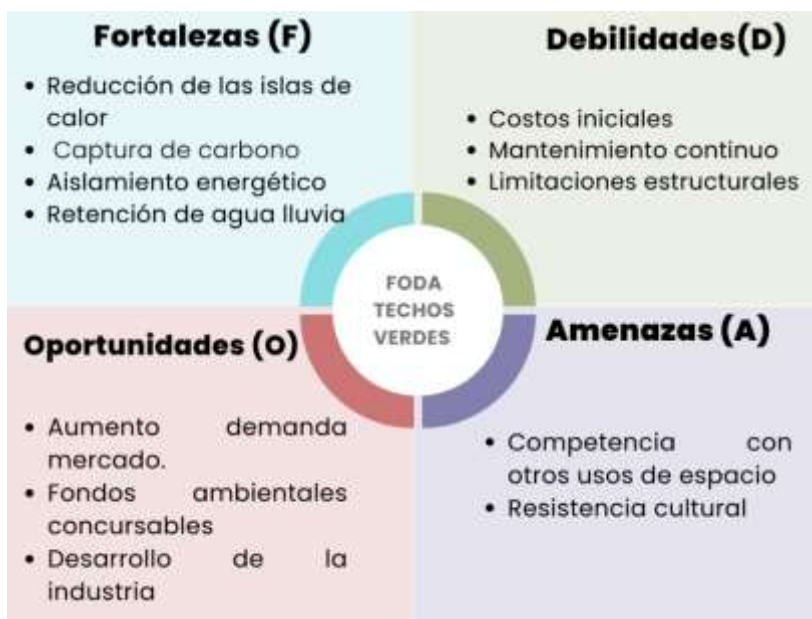 Fortalezas (F)
• Reducción de las islas de
calor
• Captura de carbono
• Aislamiento energético
• Retención de agua lluvia
Debilidades(D)
• Costos iniciales
• Mantenimiento continuo
• Limitaciones estructurales
FODA
TECHOS
VERDES
Oportunidades (O)
• Aumento demanda
mercado.
• Fondos ambientales
concursables
• Desarrollo de la
industria
Amenazas (A)
• Competencia con
otros usos de espacio
• Resistencia cultural